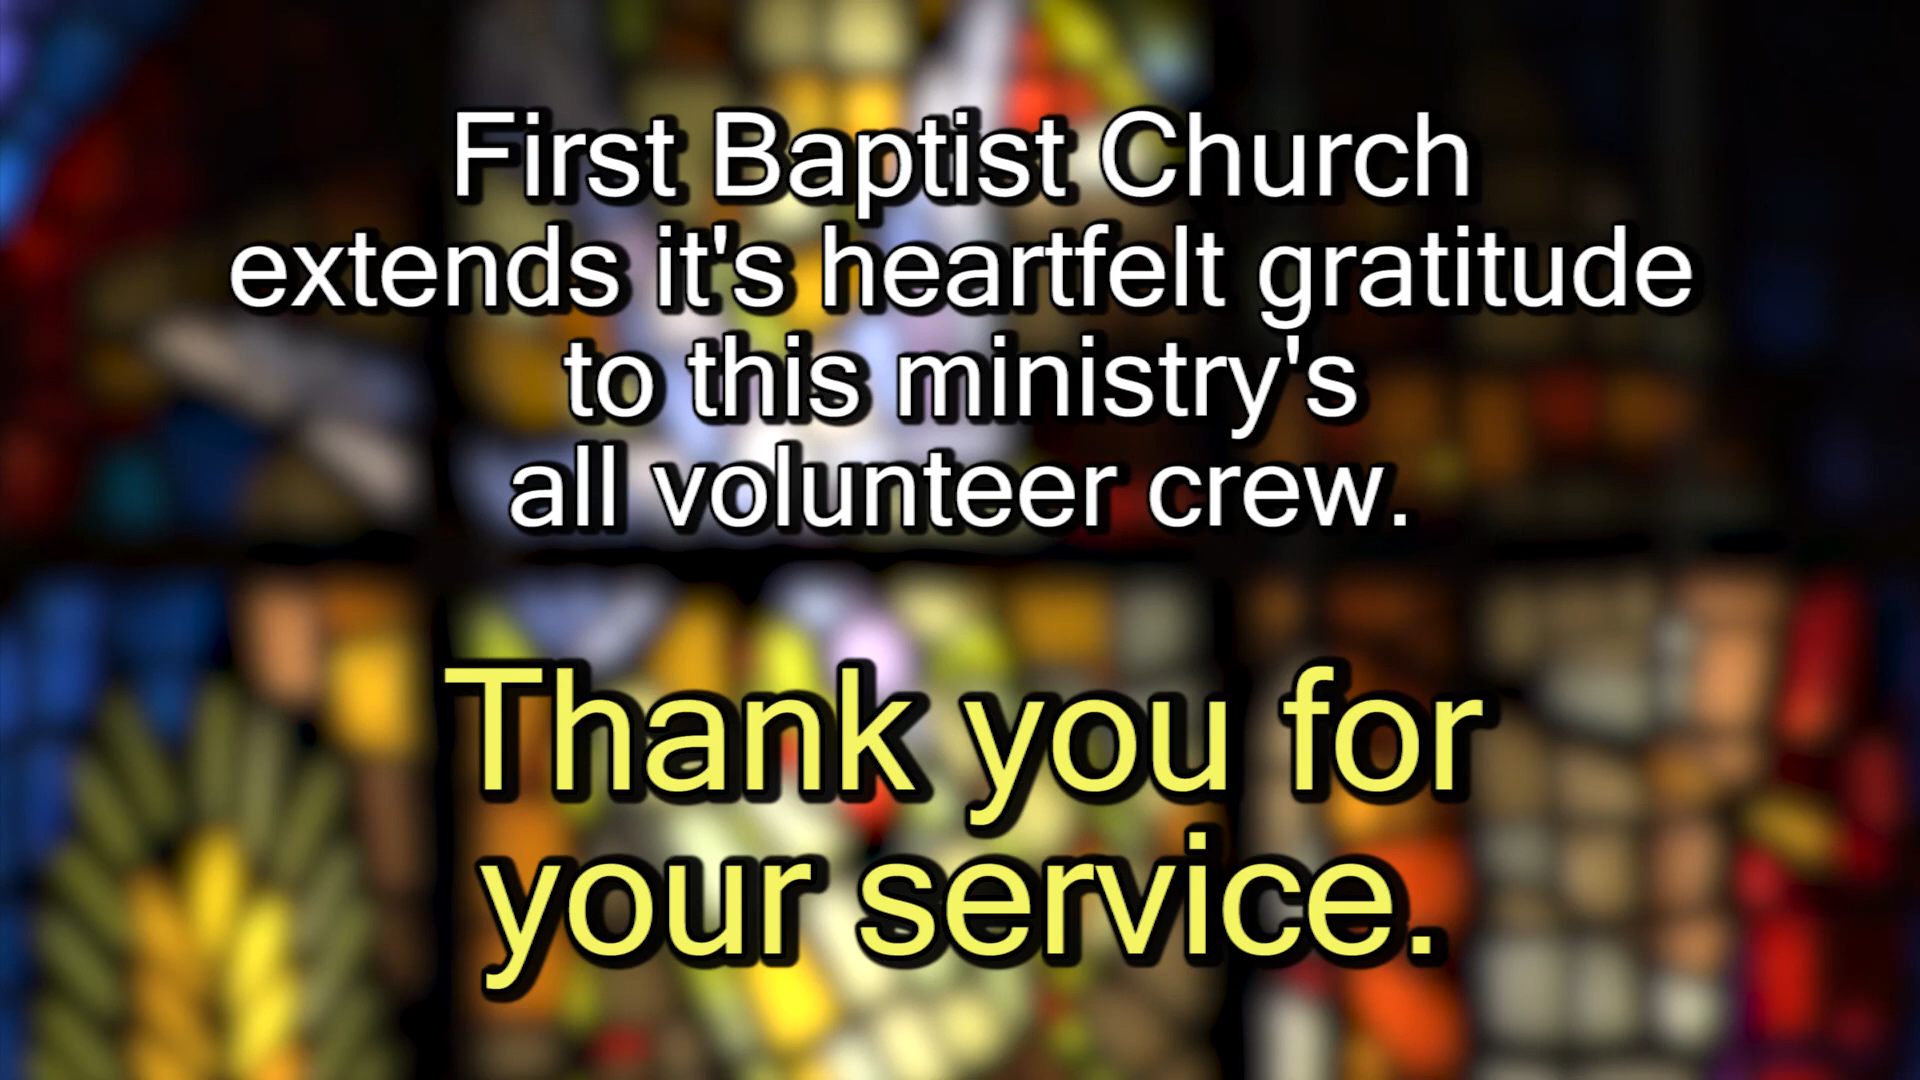 First Baptist Church
extends it's heartfelt gratitude
to this ministry's
all volunteer crew.
Thank you for
your service.